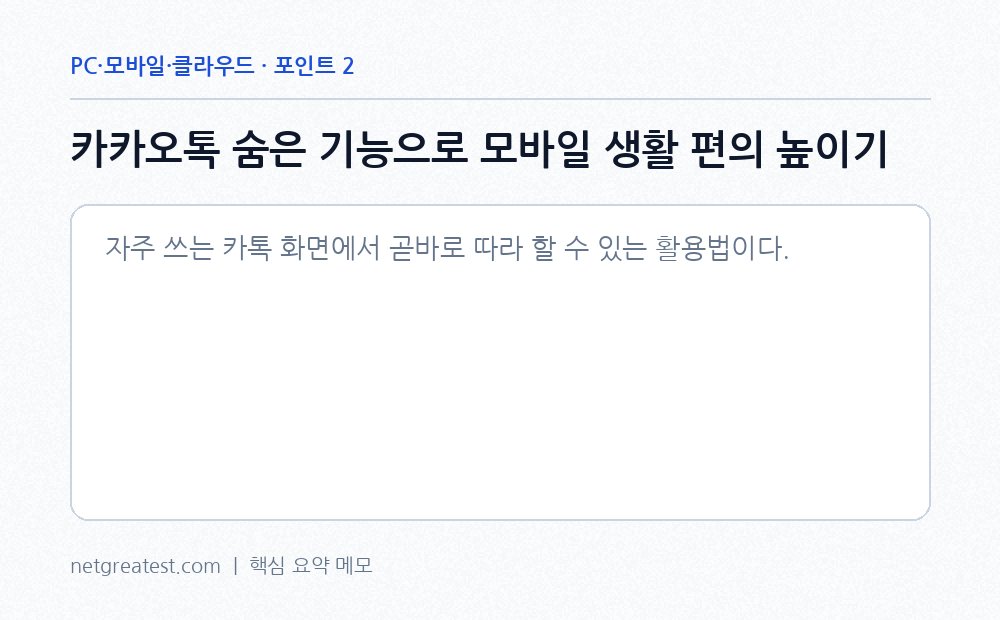 PC·모바일·클라우드 · 포인트 2
카카오톡 숨은 기능으로 모바일 생활 편의 높이기
자주 쓰는 카톡 화면에서 곧바로 따라 할 수 있는 활용법이다.
netgreatest.com | 핵심 요약 메모